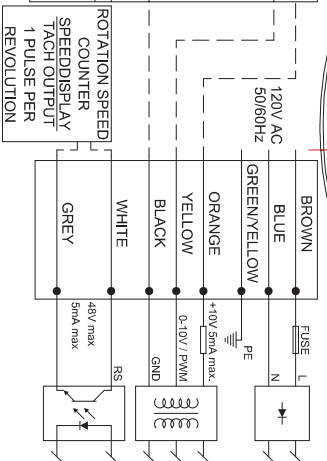 ROTATION SPEED
COUNTER
SPEEDDISPLAY
TACH OUTPUT
1 PULSE PER
REVOLUTION
120V AC
50/60Hz
BROWN
BLUE
GREEN/YELLOW
ORANGE
YELLOW
BLACK
WHITE
GREY
FUSE
L
N
PE
+10V 5mA max.
0-10V / PWM
GND
48V max
5mA max
RS